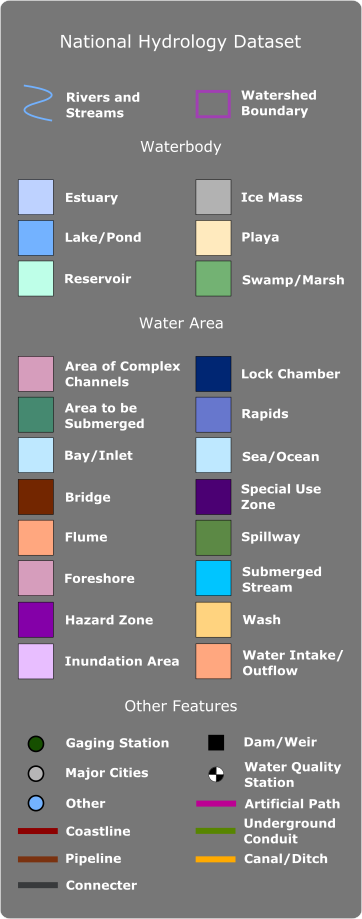 National Hydrology Dataset
Rivers and
Streams
Watershed
Boundary
Waterbody
Estuary
Ice Mass
Lake/Pond
Playa
Reservoir
Swamp/Marsh
Water Area
Area of Complex
Channels
Lock Chamber
Area to be
Submerged
Rapids
Bay/Inlet
Sea/Ocean
Bridge
Special Use
Zone
Flume
Spillway
Foreshore
Submerged
Stream
Hazard Zone
Wash
Inundation Area
Water Intake/
Outflow
Other Features
Gaging Station
Dam/Weir
Major Cities
Water Quality
Station
Other
Artificial Path
Coastline
Underground
Conduit
Pipeline
Canal/Ditch
Connecter